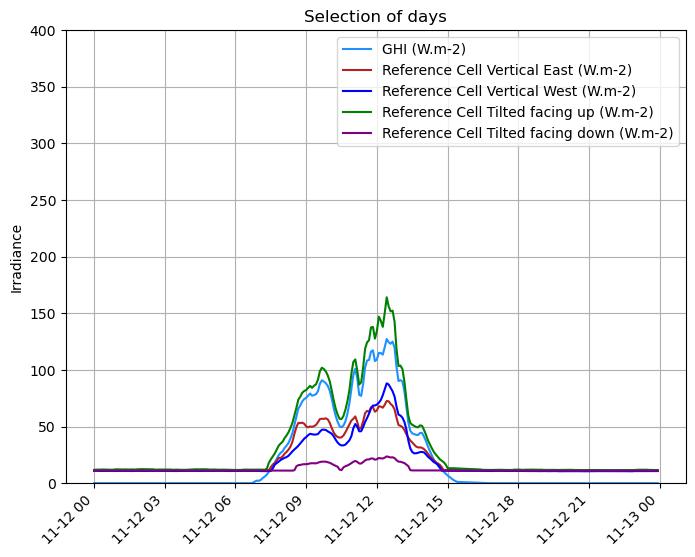 Selection of days
GHI (W.m-2)
Reference Cell Vertical East (W.m-2)
Reference Cell Vertical West (W.m-2)
Reference Cell Tilted facing up (W.m-2)
Reference Cell Tilted facing down (W.m-2)
Irradiance
400
350
300
250
200
150
100
50
0
11-12 00
11-12 03
11-12 06
11-12 09
11-12 12
11-12 15
11-12 18
11-12 21
11-13 00